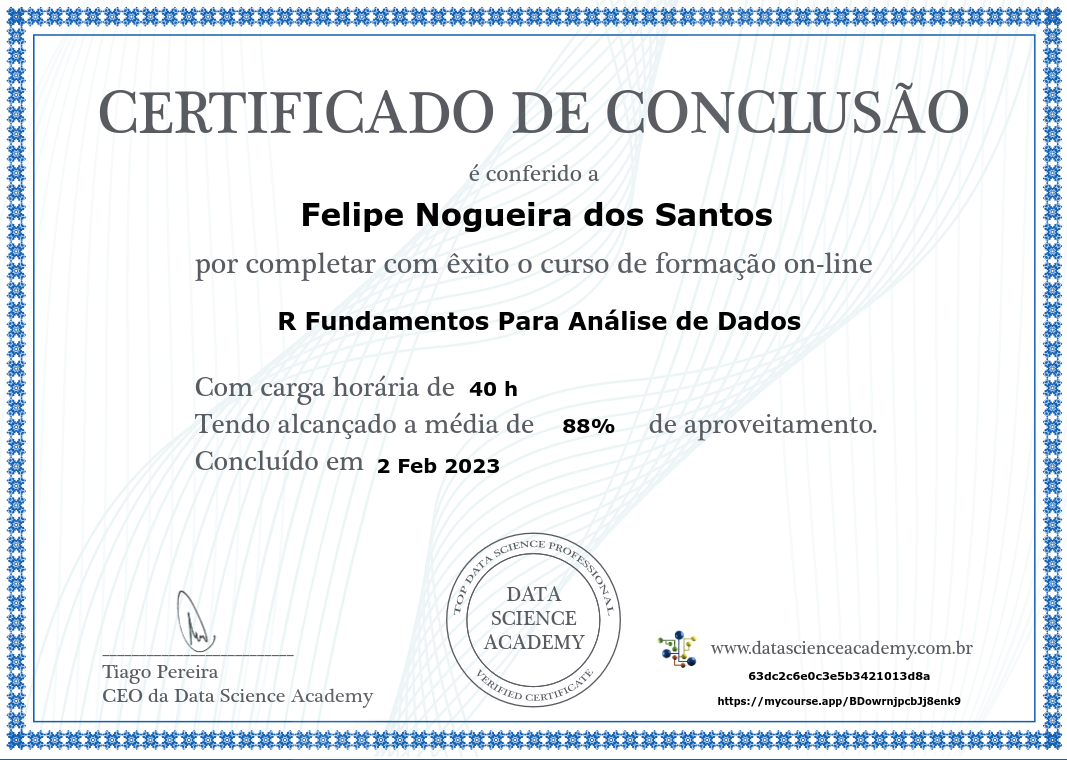 CERTIFICADO DE CONCLUSÃO
é conferido a
Felipe Nogueira dos Santos
por completar com êxito o curso de formação on-line
R Fundamentos Para Análise de Dados
Com carga horária de 40 h
Tendo alcançado a média de 88% de aproveitamento.
Concluído em 2 Feb 2023
TOP DATA SCIENCE PROFESSIONAL
DATA
SCIENCE
ACADEMY
VERIFIED CERTIFICATE
Tiago Pereira
CEO da Data Science Academy
www.datascienceacademy.com.br
63dc2c6e0c3e5b3421013d8a
https://mycourse.app/BDowrnjpcbJj8enk9